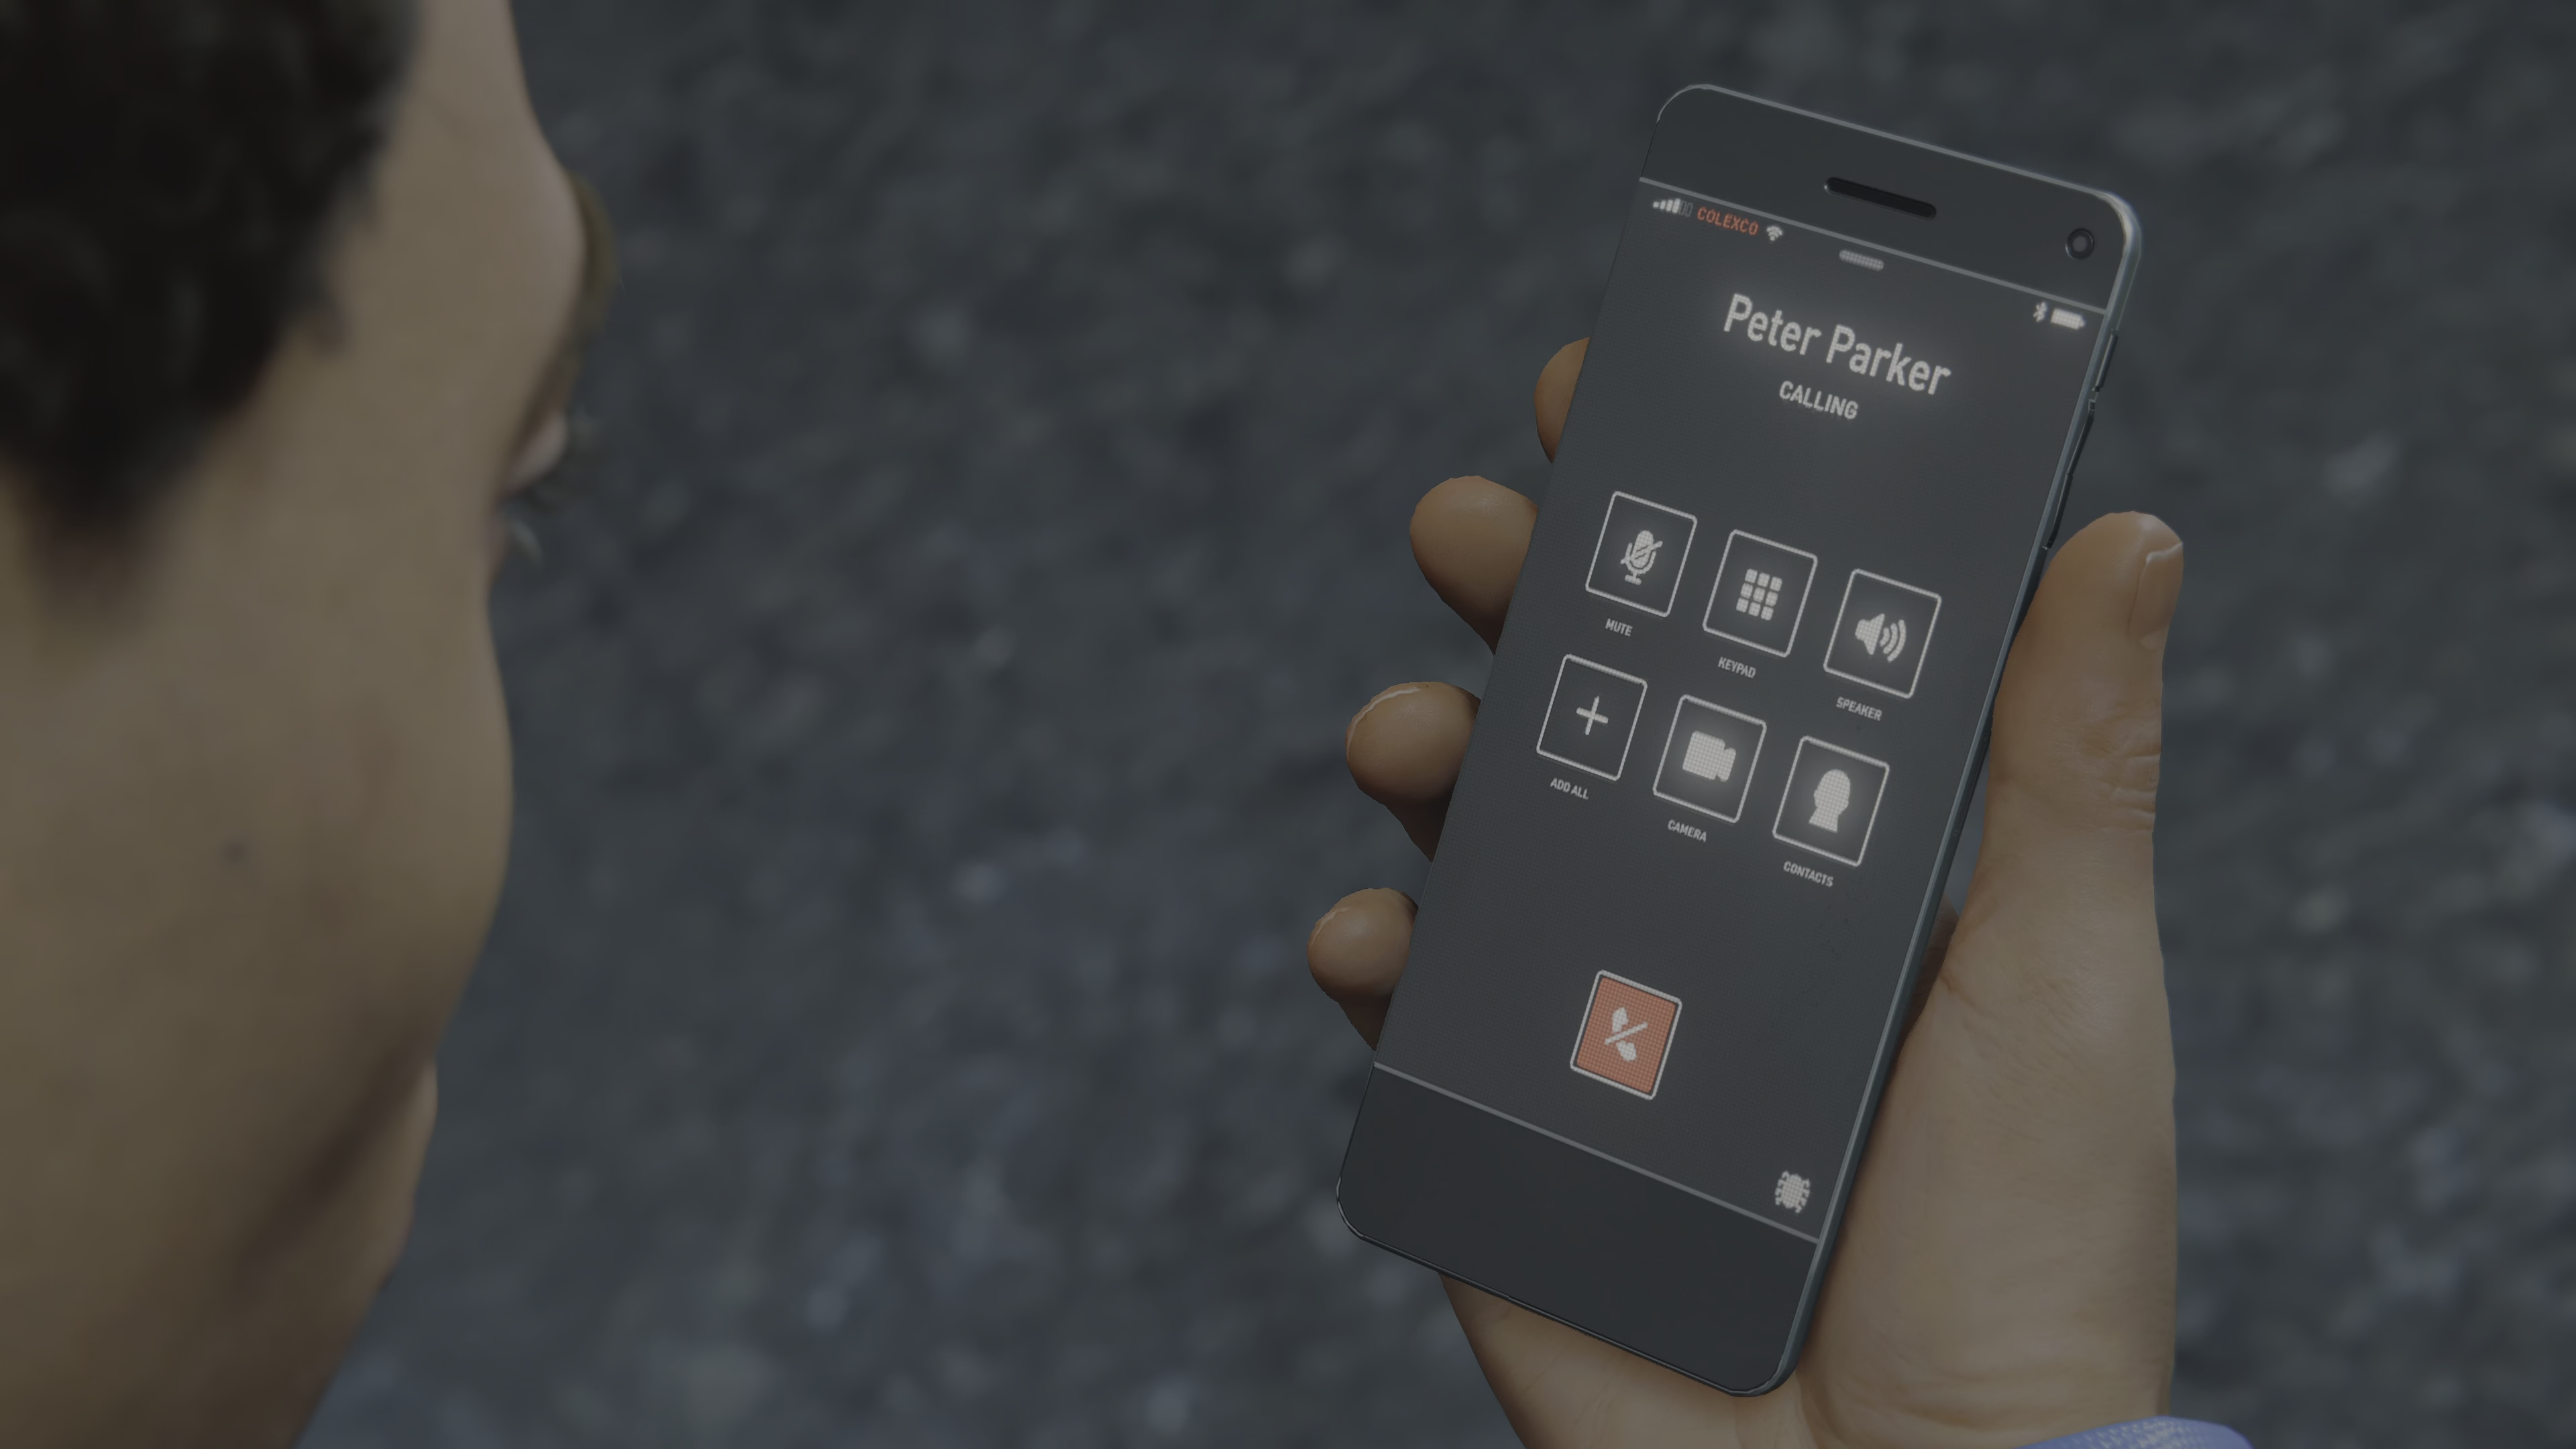 COLEXCO
Peter Parker
CALLING
MUTE
KEYPAD
SPEAKER
ADD ALL
CAMERA
CONTACTS